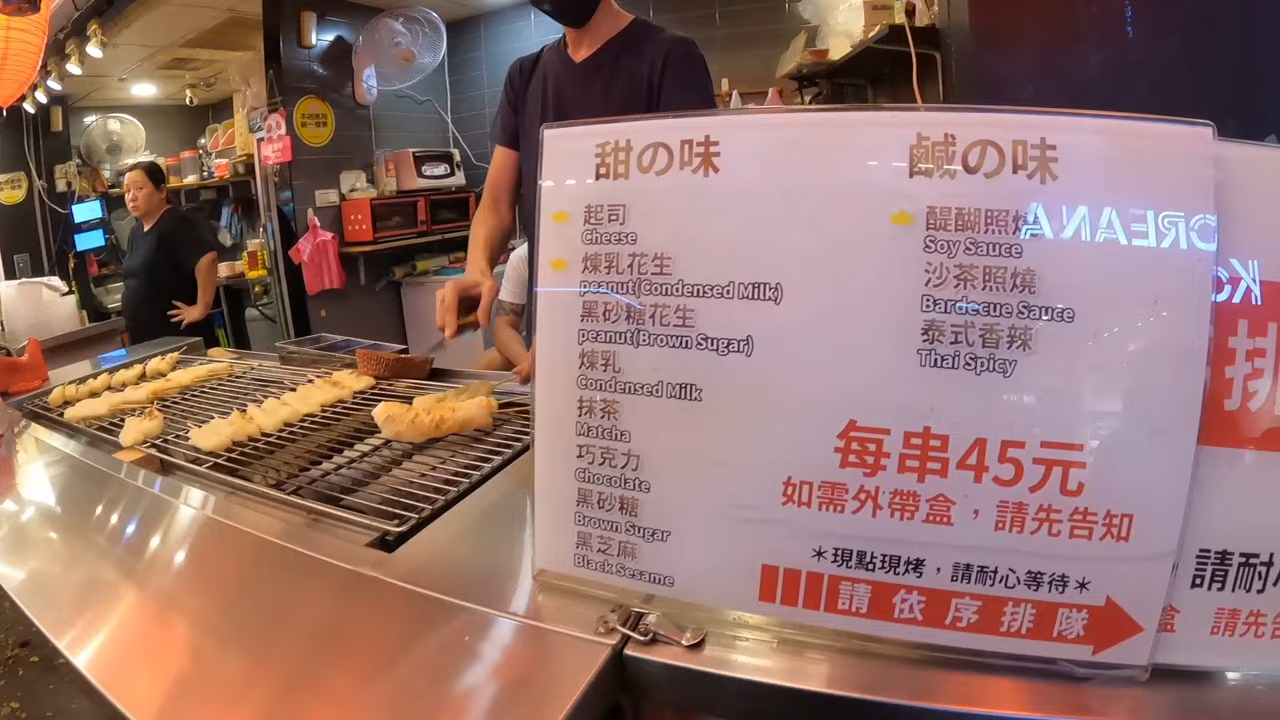 甜の味
起司
Cheese
煉乳花生
peanut(Condensed Milk)
黑砂糖花生
peanut(Brown Sugar)
煉乳
Condensed Milk
抹茶
Matcha
巧克力
Chocolate
黑砂糖
Brown Sugar
黑芝麻
Black Sesame
鹹の味
醍醐照燒
Soy Sauce
沙茶照燒
Bardecue Sauce
泰式香辣
Thai Spicy
每串45元
如需外帶盒，請先告知
＊現點現烤，請耐心等待＊
請依序排隊
OREANA
排
請耐
盒 請先